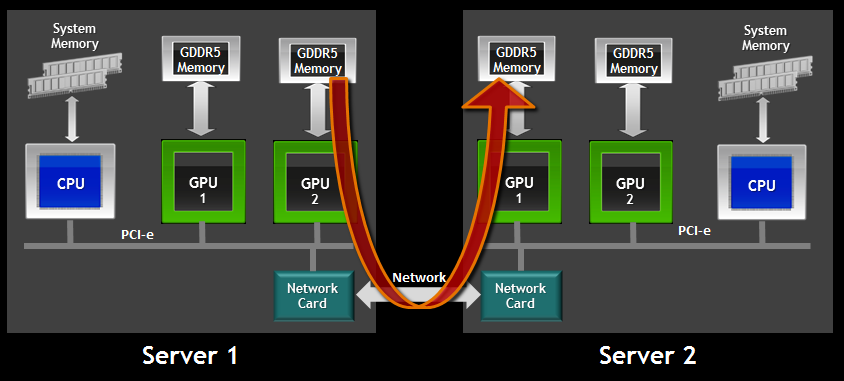 System
Memory
GDDR5
Memory
GDDR5
Memory
CPU
GPU
1
GPU
2
PCI-e
Network
Card
Server 1
Network
GDDR5
Memory
GDDR5
Memory
System
Memory
GPU
1
GPU
2
CPU
PCI-e
Network
Card
Server 2